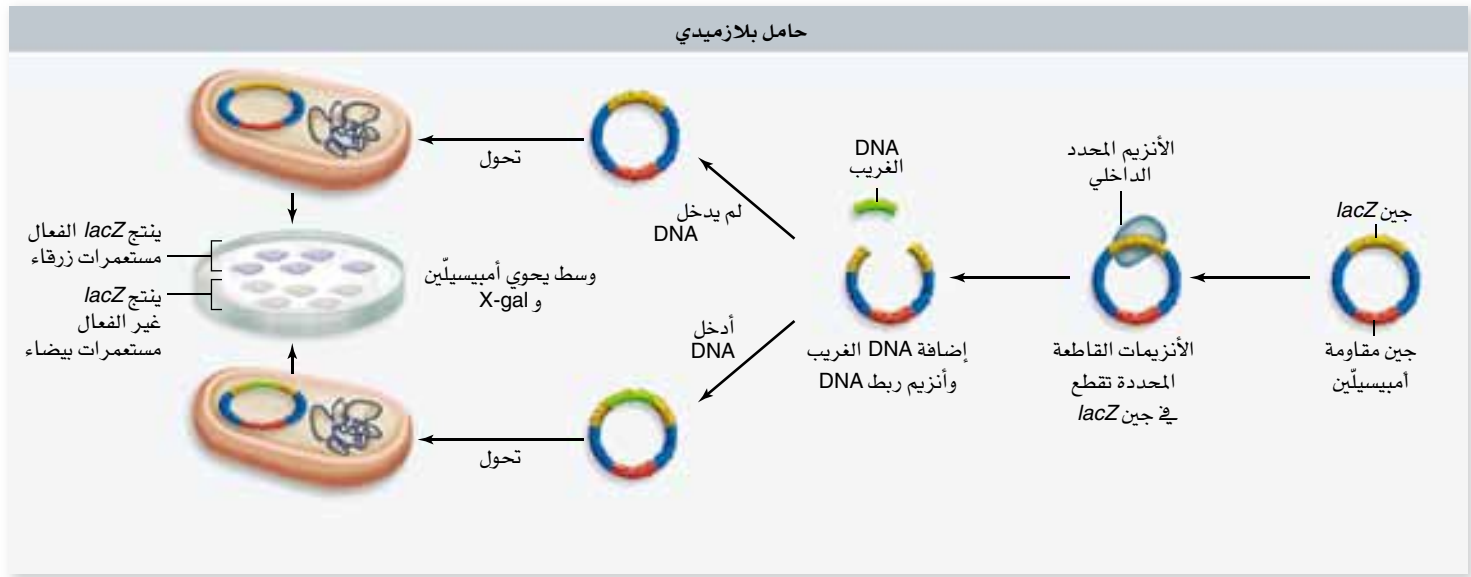 حامل بلازميدي
جين lacZ
جين مقاومة
أمبيسيلّين
الأنزيم المحدد
الداخلي
الأنزيمات القاطعة
المحددة تقطع
في جين lacZ
DNA
الغريب
إضافة DNA الغريب
وأنزيم ربط DNA
لم يدخل
DNA
تحول
أدخل
DNA
تحول
وسط يحوي أمبيسيلّين
و X-gal
ينتج lacZ الفعال
مستعمرات زرقاء
ينتج lacZ
غير الفعال
مستعمرات بيضاء